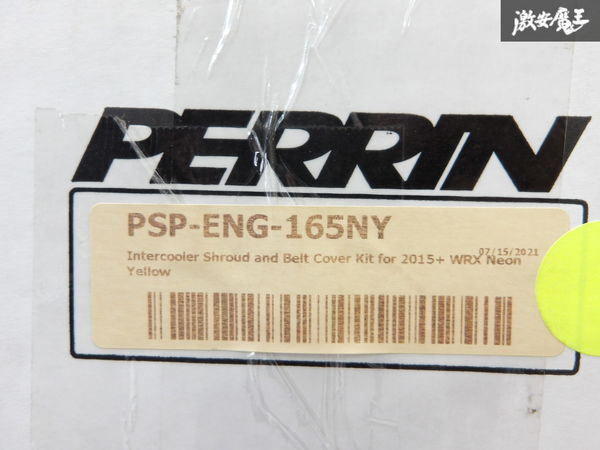 激安魔王
PERRIN
PSP-ENG-165NY
07/15/2021
Intercooler Shroud and Belt Cover Kit for 2015+ WRX Neon
Yellow